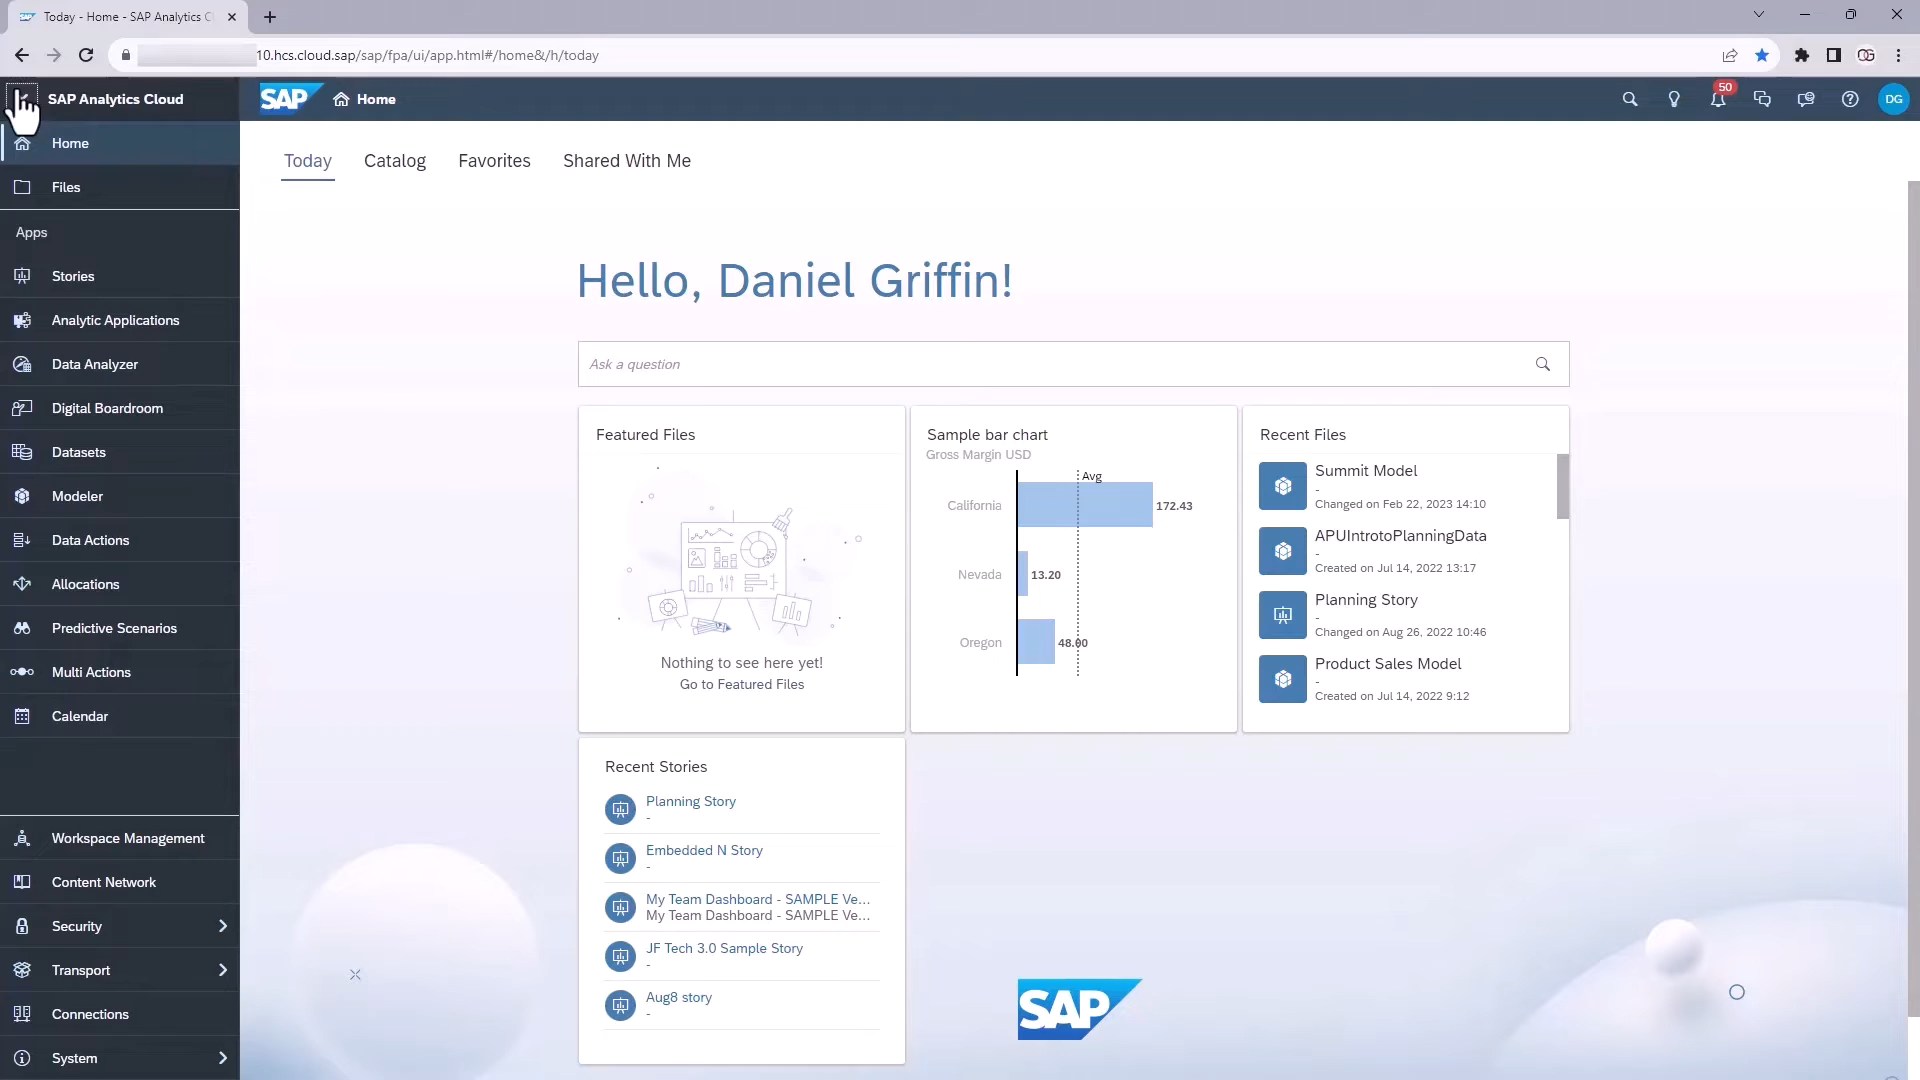 Today - Home - SAP Analytics C
10.hcs.cloud.sap/sap/fpa/ui/app.html#/home&/h/today
SAP Analytics Cloud
SAP
Home
50
DG
Home
Files
Apps
Stories
Analytic Applications
Data Analyzer
Digital Boardroom
Datasets
Modeler
Data Actions
Allocations
Predictive Scenarios
Multi Actions
Calendar
Workspace Management
Content Network
Security
Transport
Connections
System
Today Catalog Favorites Shared With Me
Hello, Daniel Griffin!
Ask a question
Featured Files
Nothing to see here yet!
Go to Featured Files
Sample bar chart
Gross Margin USD
Avg
California 172.43
Nevada 13.20
Oregon 48.00
Recent Files
Summit Model
-
Changed on Feb 22, 2023 14:10
APUIntrotoPlanningData
-
Created on Jul 14, 2022 13:17
Planning Story
-
Changed on Aug 26, 2022 10:46
Product Sales Model
-
Created on Jul 14, 2022 9:12
Recent Stories
Planning Story
-
Embedded N Story
-
My Team Dashboard - SAMPLE Ve...
My Team Dashboard - SAMPLE Ve...
JF Tech 3.0 Sample Story
-
Aug8 story
-
SAP